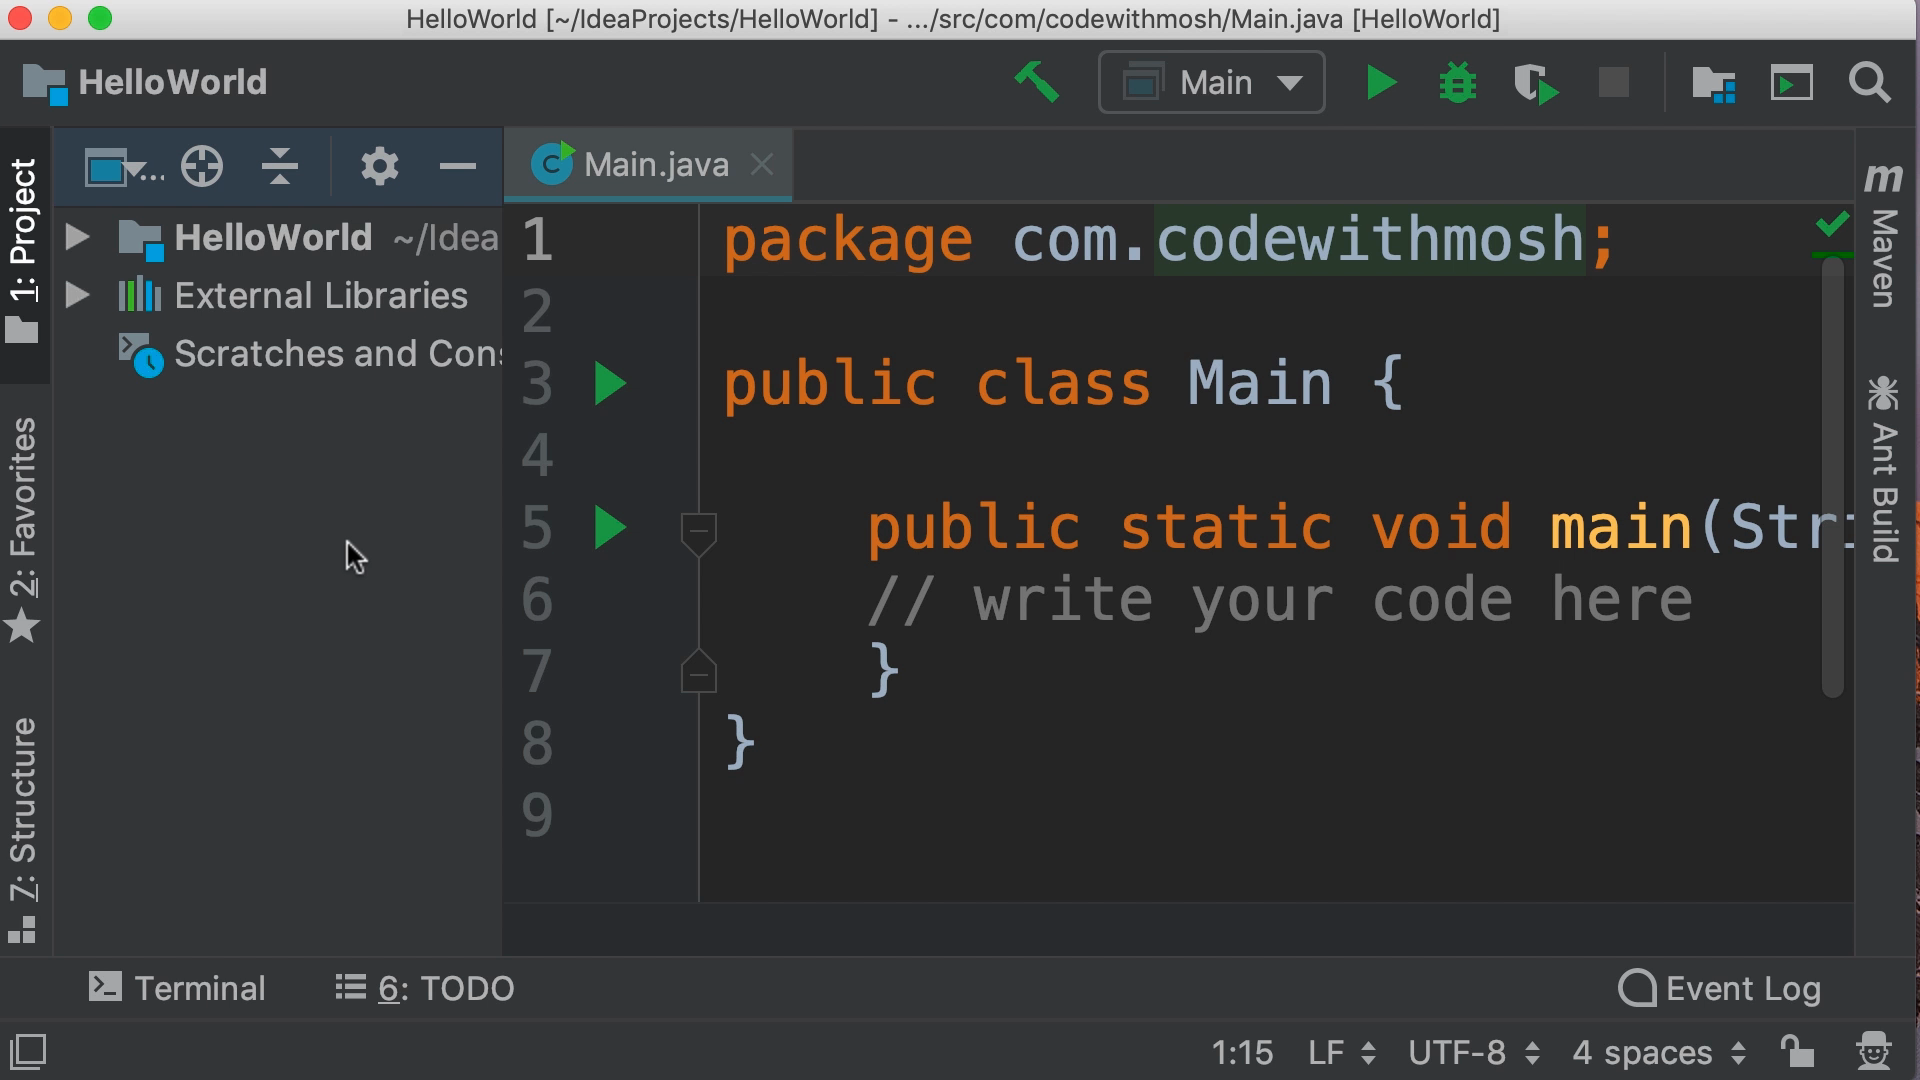 HelloWorld [~/IdeaProjects/HelloWorld] - .../src/com/codewithmosh/Main.java [HelloWorld]
HelloWorld
Main
1: Project
2: Favorites
7: Structure
HelloWorld ~/Idea
External Libraries
Scratches and Cons
Main.java
1 package com.codewithmosh;
2
3 public class Main {
4
5 public static void main(Stri
6 // write your code here
7 }
8 }
9
m Maven
Ant Build
Terminal
6: TODO
Event Log
1:15 LF UTF-8 4 spaces